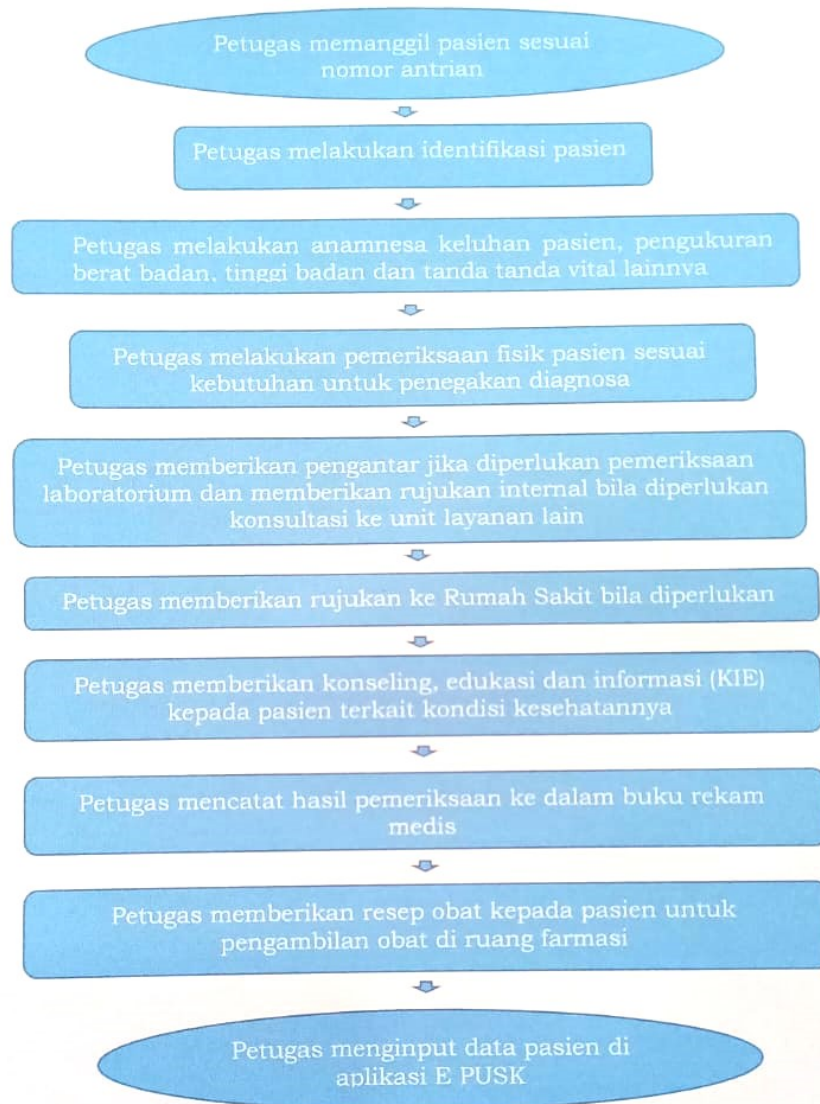 Petugas memanggil pasien sesuai
nomor antrian
Petugas melakukan identifikasi pasien
Petugas melakukan anamnesa keluhan pasien, pengukuran
berat badan, tinggi badan dan tanda tanda vital lainnya
Petugas melakukan pemeriksaan fisik pasien sesuai
kebutuhan untuk penegakan diagnosa
Petugas memberikan pengantar jika diperlukan pemeriksaan
laboratorium dan memberikan rujukan internal bila diperlukan
konsultasi ke unit layanan lain
Petugas memberikan rujukan ke Rumah Sakit bila diperlukan
Petugas memberikan konseling, edukasi dan informasi (KIE)
kepada pasien terkait kondisi kesehatannya
Petugas mencatat hasil pemeriksaan ke dalam buku rekam
medis
Petugas memberikan resep obat kepada pasien untuk
pengambilan obat di ruang farmasi
Petugas menginput data pasien di
aplikasi E PUSK